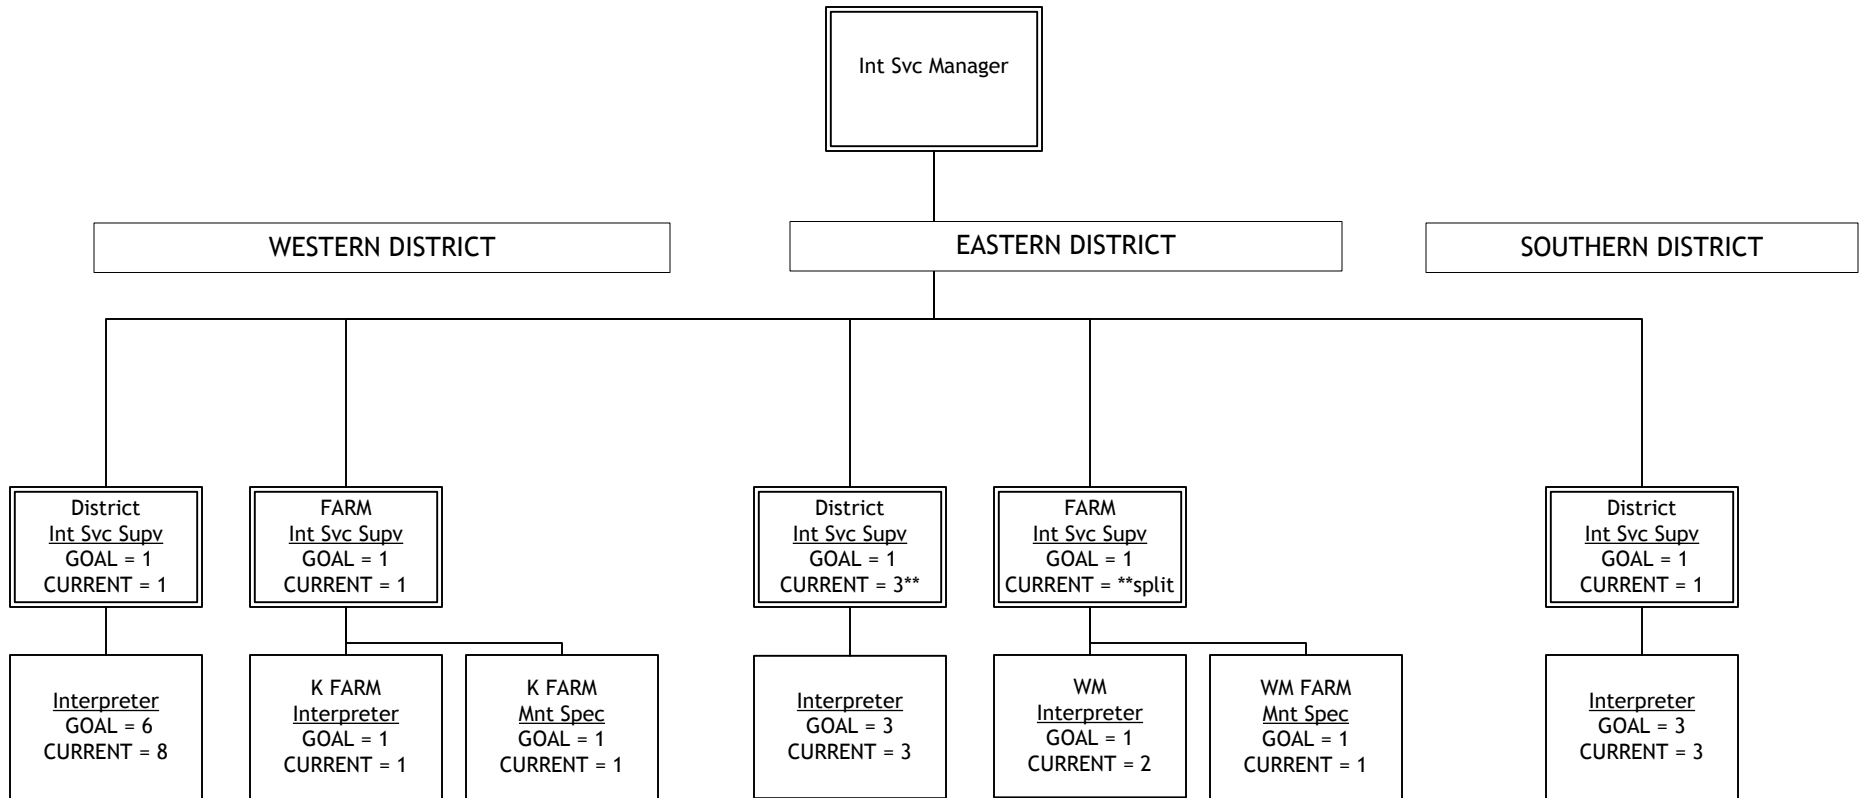 Int Svc Manager
WESTERN DISTRICT
EASTERN DISTRICT
SOUTHERN DISTRICT
District
Int Svc Supv
GOAL = 1
CURRENT = 1
FARM
Int Svc Supv
GOAL = 1
CURRENT = 1
District
Int Svc Supv
GOAL = 1
CURRENT = 3**
FARM
Int Svc Supv
GOAL = 1
CURRENT = **split
District
Int Svc Supv
GOAL = 1
CURRENT = 1
Interpreter
GOAL = 6
CURRENT = 8
K FARM
Interpreter
GOAL = 1
CURRENT = 1
K FARM
Mnt Spec
GOAL = 1
CURRENT = 1
Interpreter
GOAL = 3
CURRENT = 3
WM
Interpreter
GOAL = 1
CURRENT = 2
WM FARM
Mnt Spec
GOAL = 1
CURRENT = 1
Interpreter
GOAL = 3
CURRENT = 3